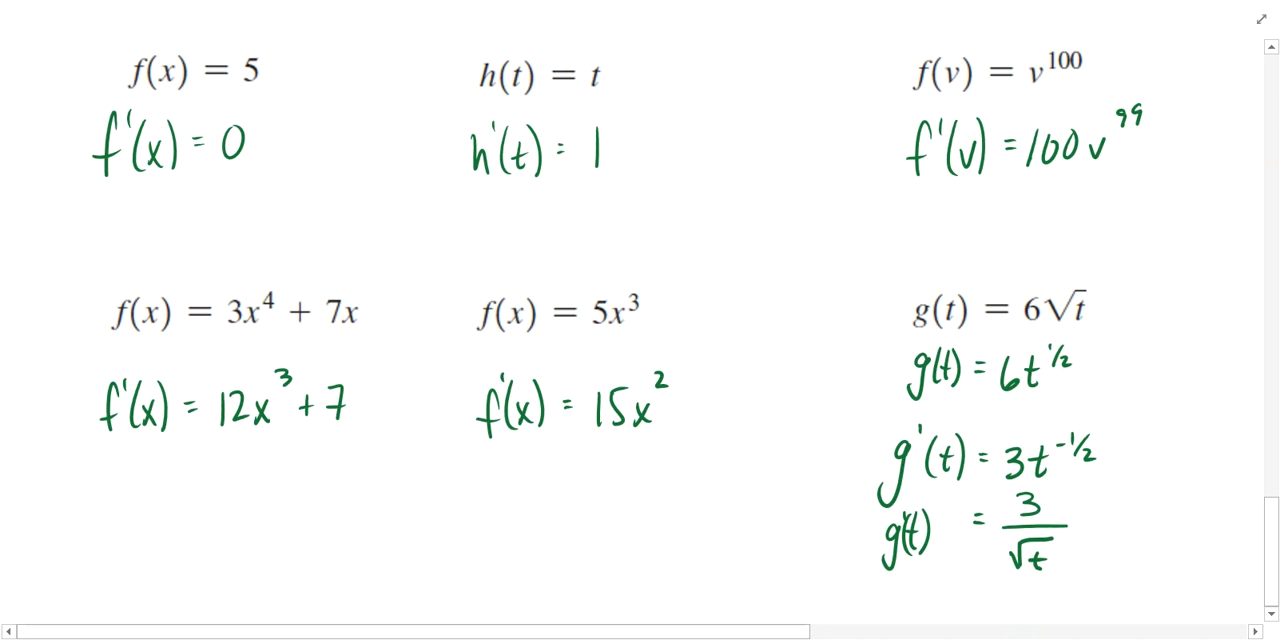 f(x) = 5
f'(x) = 0
h(t) = t
h'(t) = 1
f(v) = v^100
f'(v) = 100v^99
f(x) = 3x^4 + 7x
f'(x) = 12x^3 + 7
f(x) = 5x^3
f'(x) = 15x^2
g(t) = 6√t
g(t) = 6t^1/2
g'(t) = 3t^-1/2
g'(t) = 3/√t